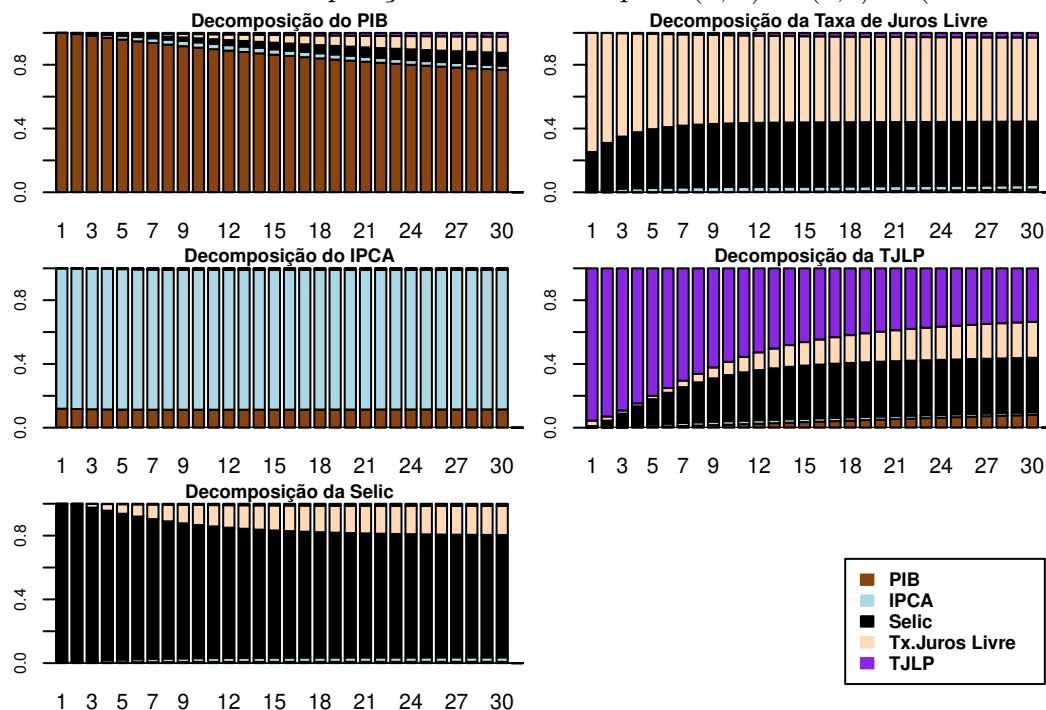 Decomposição do PIB
0.0 0.4 0.8
1 3 5 7 9 12 15 18 21 24 27 30
Decomposição da Taxa de Juros Livre
0.0 0.4 0.8
1 3 5 7 9 12 15 18 21 24 27 30
Decomposição do IPCA
0.0 0.4 0.8
1 3 5 7 9 12 15 18 21 24 27 30
Decomposição da TJLP
0.0 0.4 0.8
1 3 5 7 9 12 15 18 21 24 27 30
Decomposição da Selic
0.0 0.4 0.8
1 3 5 7 9 12 15 18 21 24 27 30
PIB
IPCA
Selic
Tx.Juros Livre
TJLP